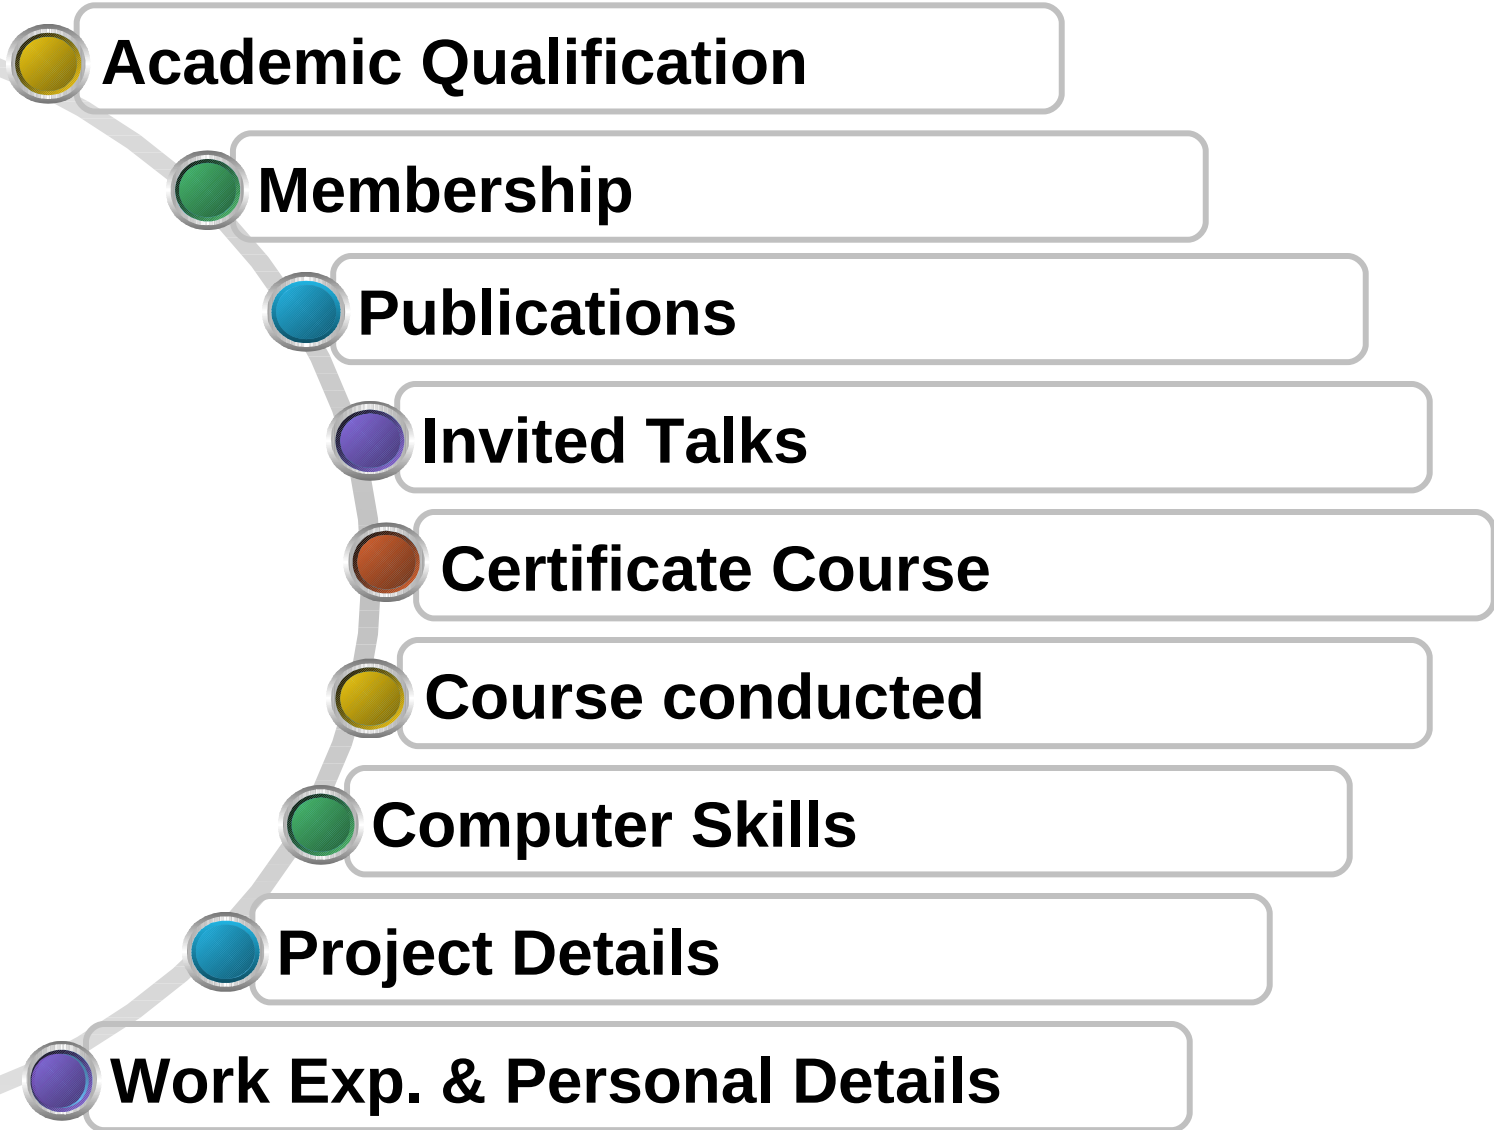 Academic Qualification
Membership
Publications
Invited Talks
Certificate Course
Course conducted
Computer Skills
Project Details
Work Exp. & Personal Details